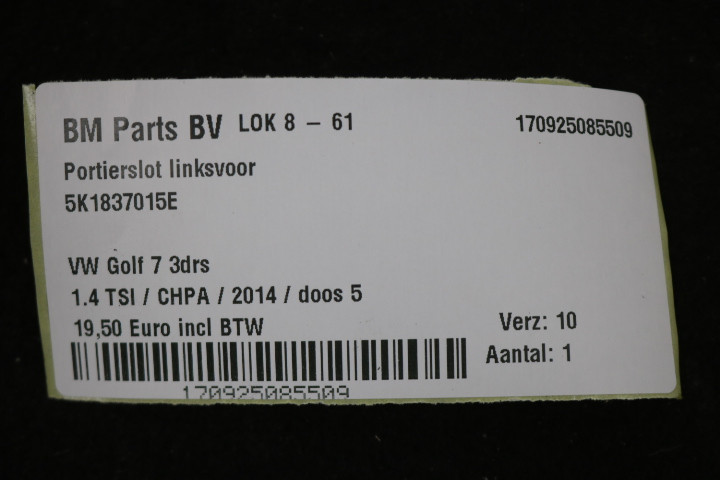 BM Parts BV LOK 8 – 61 170925085509
Portierslot linksvoor
5K1837015E
VW Golf 7 3drs
1.4 TSI / CHPA / 2014 / doos 5
19,50 Euro incl BTW
Verz: 10
Aantal: 1
170925085509